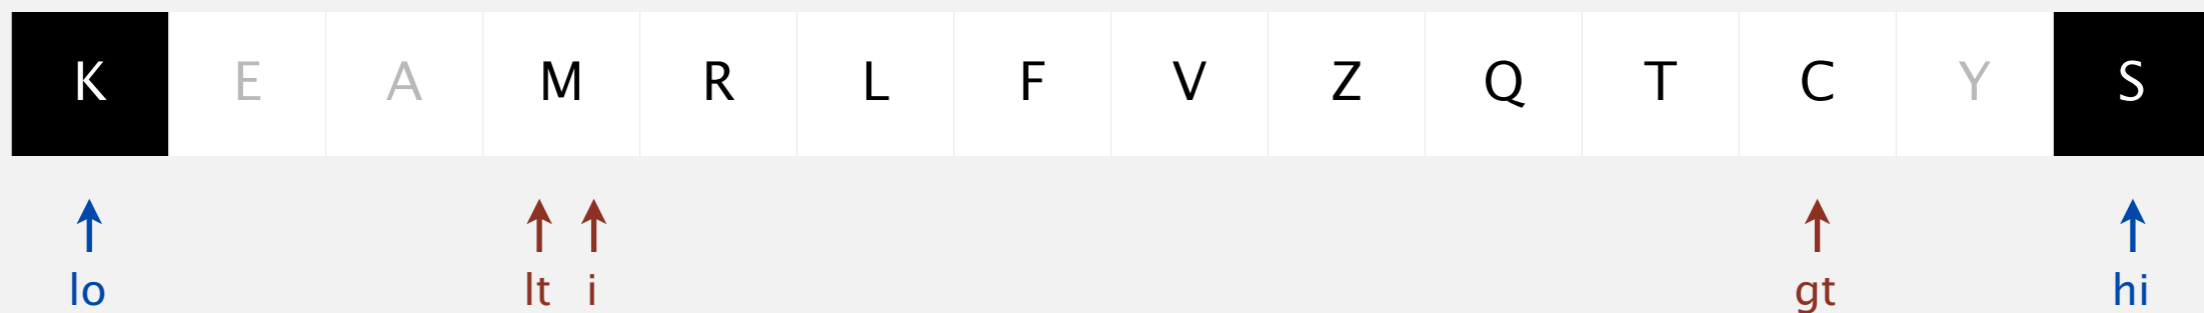 K E A M R L F V Z Q T C Y S
lo lt i gt hi